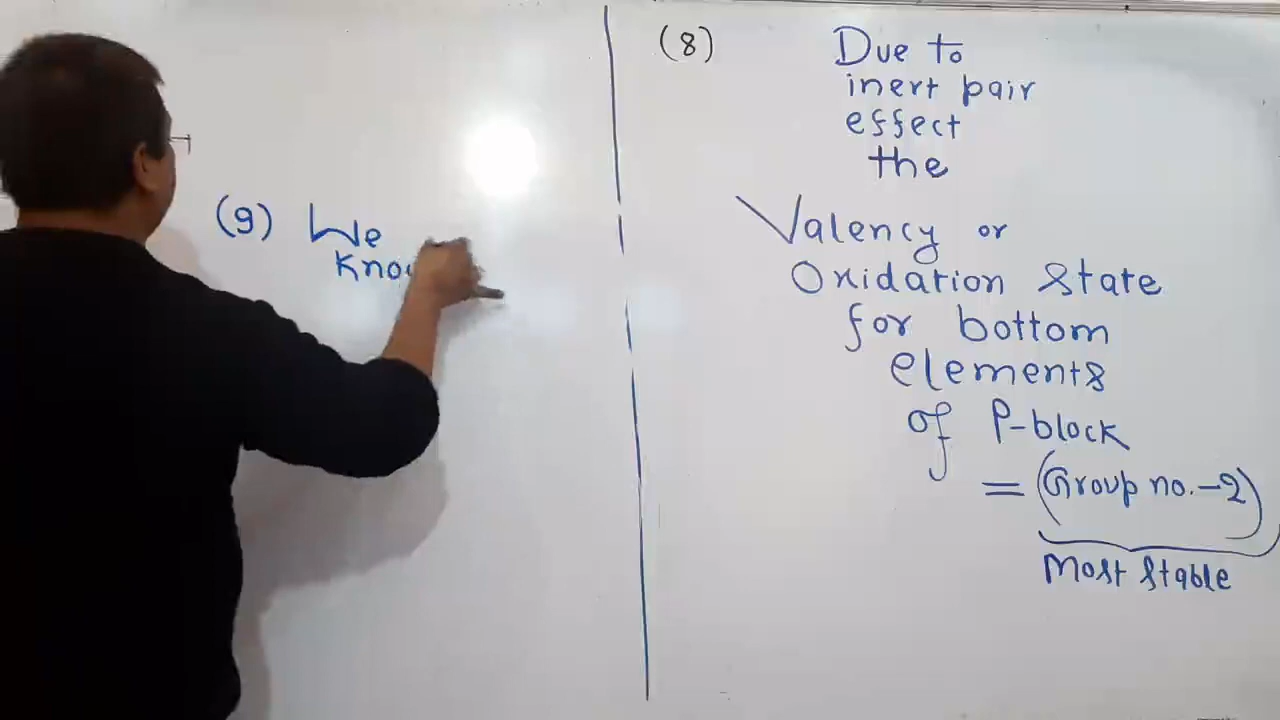 (9) We
(8) Due to
inert pair
effect
the
Valency or
Oxidation State
for bottom
elements
of P-block
= (Group no. -2)
Most stable